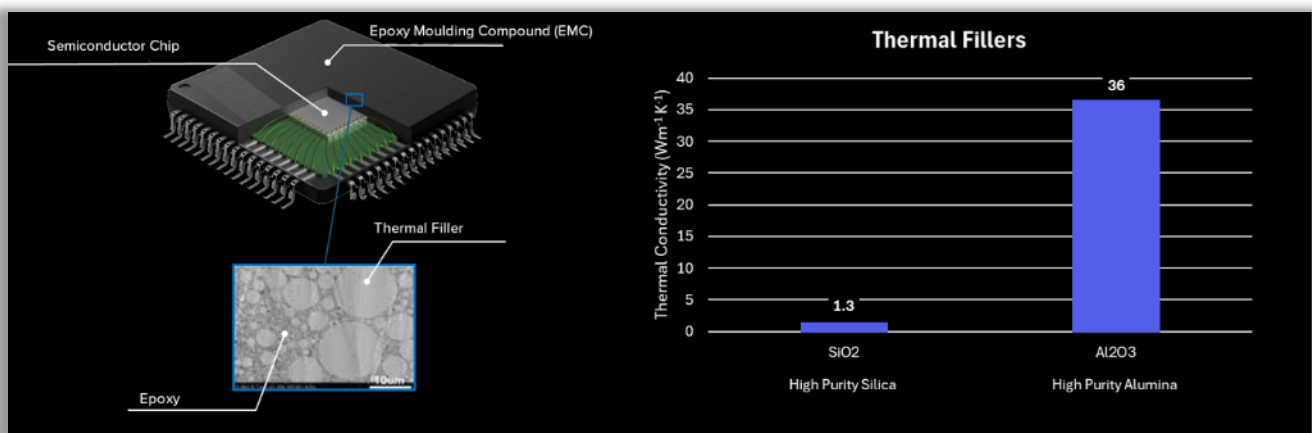 Epoxy Moulding Compound (EMC)
Semiconductor Chip
Thermal Filler
10um
Epoxy
Thermal Fillers
Thermal Conductivity (Wm⁻¹ K⁻¹)
40
35
30
25
20
15
10
5
0
1.3
36
SiO2
Al2O3
High Purity Silica
High Purity Alumina